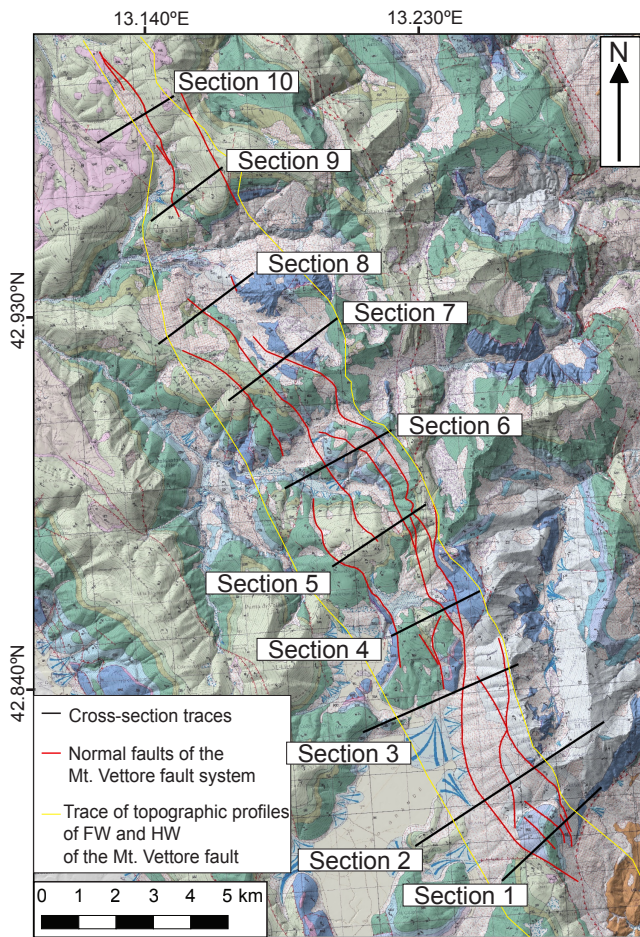 13.140ºE
13.230ºE
N
Section 10
Section 9
Section 8
42.930ºN
Section 7
Section 6
Section 5
Section 4
42.840ºN
Section 3
Section 2
Section 1
Cross-section traces
Normal faults of the
Mt. Vettore fault system
Trace of topographic profiles
of FW and HW
of the Mt. Vettore fault
0 1 2 3 4 5 km